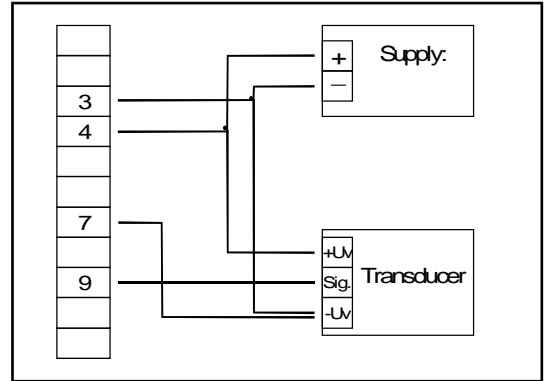 3
4
7
9
+
−
Supply:
+Uv
Sig.
-Uv
Transducer